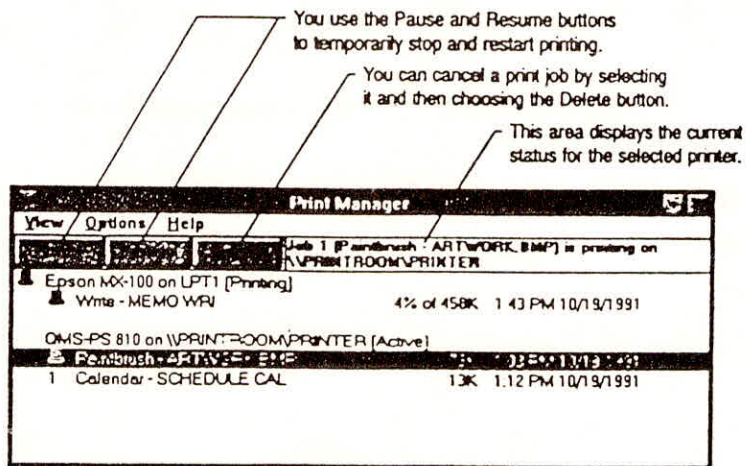 You use the Pause and Resume buttons
to temporarily stop and restart printing.
You can cancel a print job by selecting
it and then choosing the Delete button.
This area displays the current
status for the selected printer.
Print Manager
View Options Help
Job 1 [Paintbrush - ARTWORK.BMP] is printing on
\\PRINTROOM\PRINTER
Epson MX-100 on LPT1 [Printing]
Write - MEMO WRI 4% of 458K 1:43 PM 10/19/1991
QMS-PS 810 on \\PRINTROOM\PRINTER [Active]
Paintbrush - ARTWORK BMP
1 Calendar - SCHEDULE CAL 13K 1:12 PM 10/19/1991